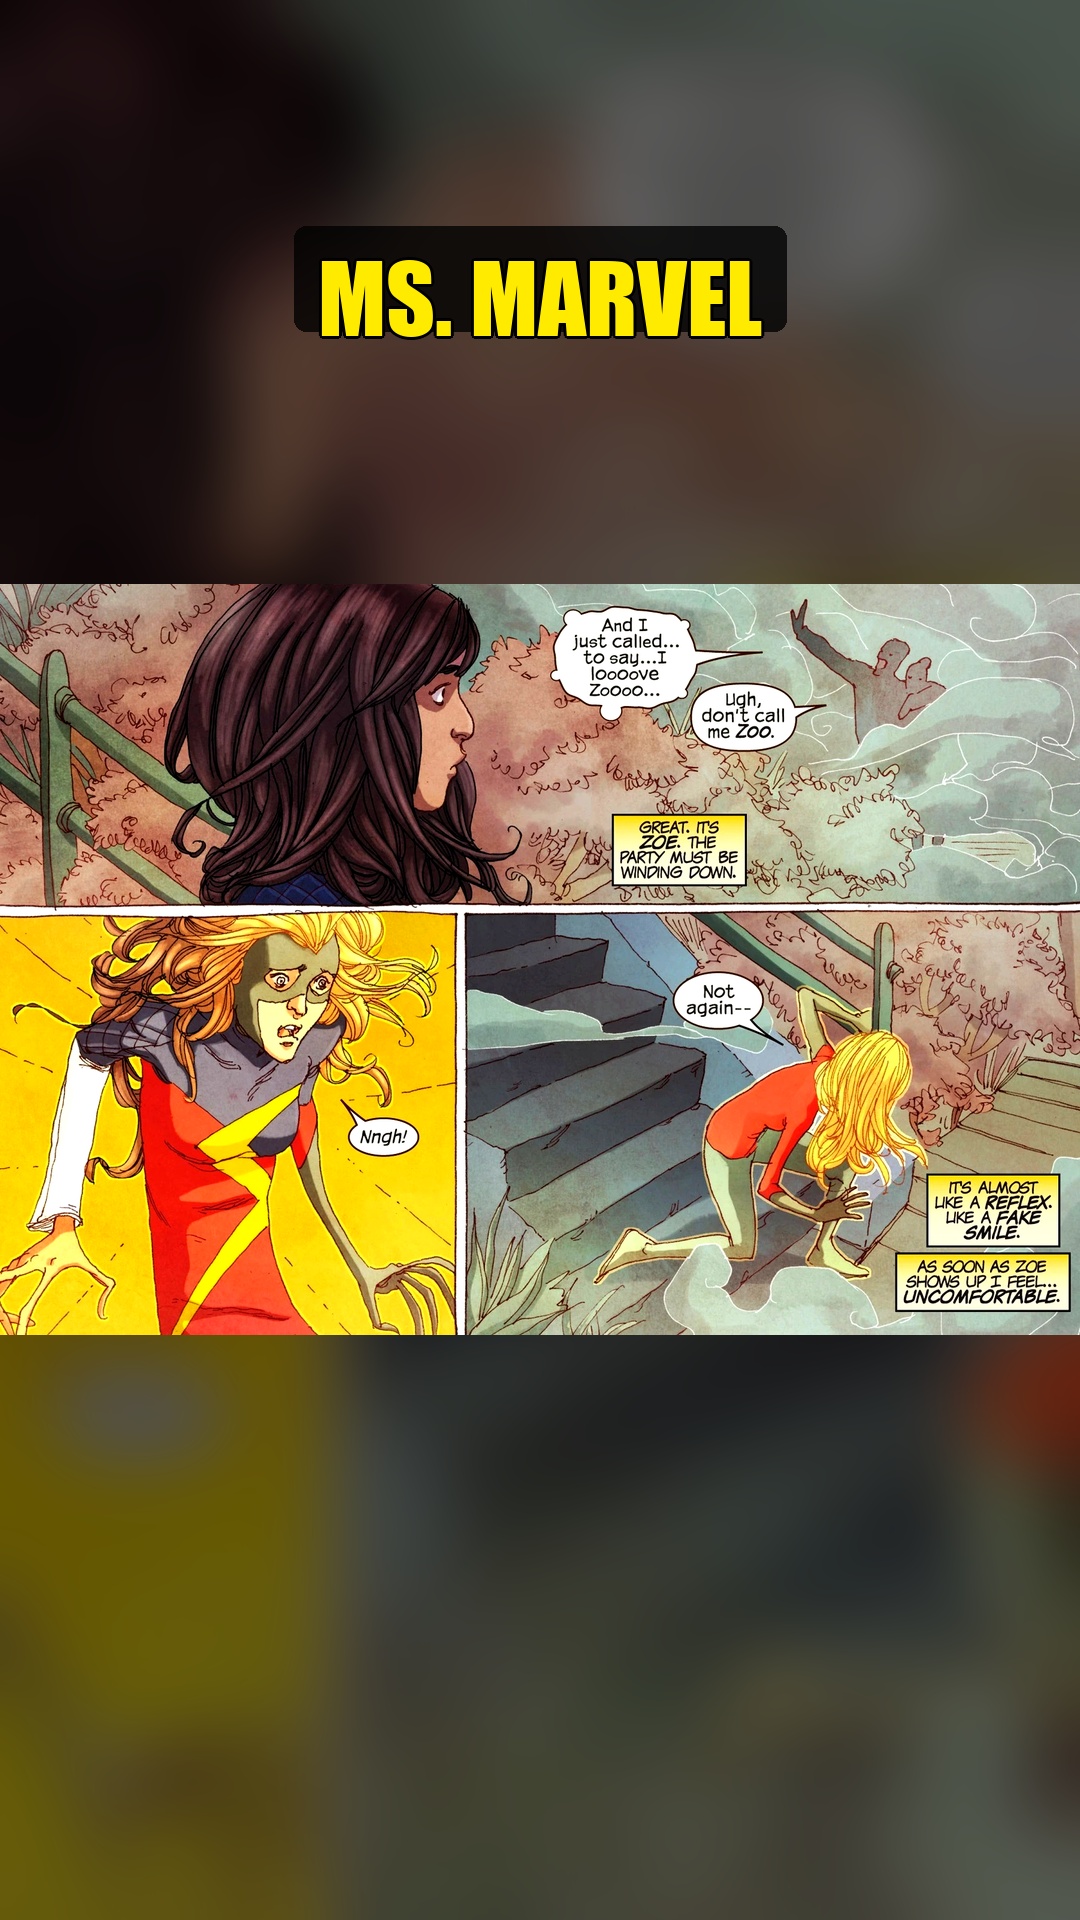 MS. MARVEL
And I
just called...
to say...I
loooove
Zoooo...
Ugh,
don't call
me ZOO.
GREAT. IT'S
ZOE. THE
PARTY MUST BE
WINDING DOWN.
Nngh!
Not
again--
IT'S ALMOST
LIKE A REFLEX.
LIKE A FAKE
SMILE.
AS SOON AS ZOE
SHOWS UP I FEEL...
UNCOMFORTABLE.